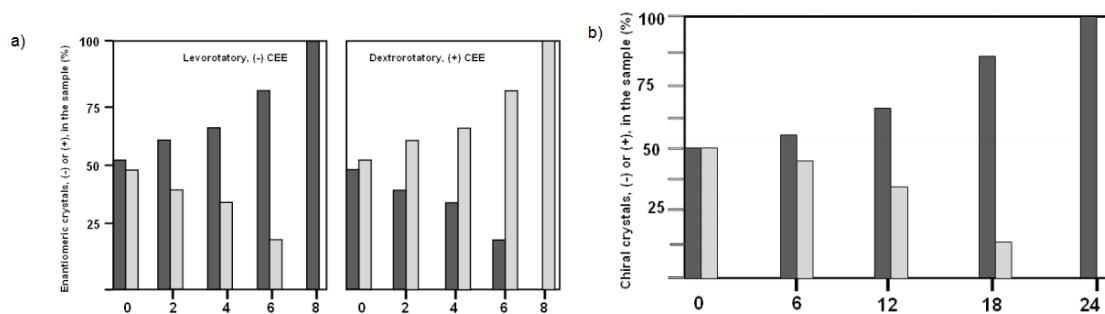 a)
Enantiomeric crystals, (-) or (+), in the sample (%)
100
75
50
25
Levorotatory, (-) CEE
0 2 4 6 8
Dextrorotatory, (+) CEE
0 2 4 6 8
b)
Chiral crystals, (-) or (+), in the sample (%)
100
75
50
25
0 6 12 18 24